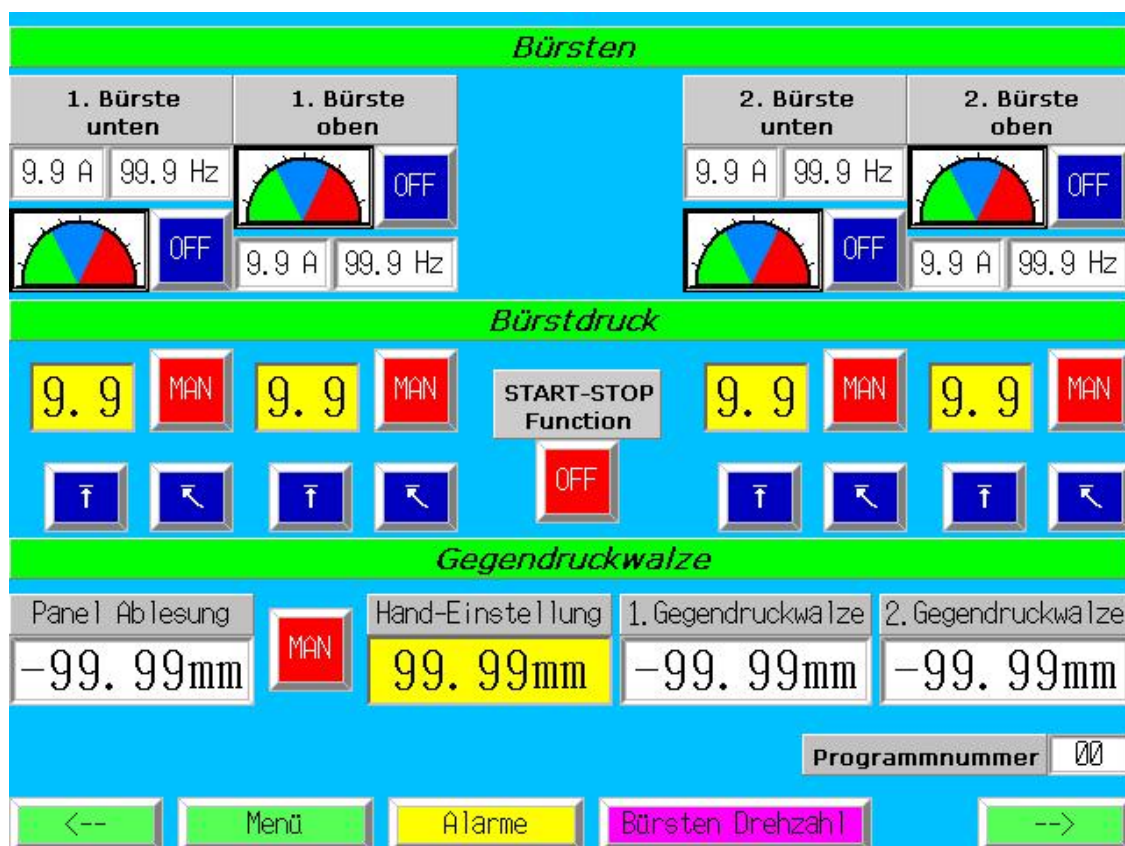 Bürsten
1. Bürste
unten
1. Bürste
oben
2. Bürste
unten
2. Bürste
oben
9.9 A 99.9 Hz
OFF
OFF
9.9 A 99.9 Hz
9.9 A 99.9 Hz
OFF
OFF
9.9 A 99.9 Hz
Bürstdruck
9.9 MAN 9.9 MAN
START-STOP
Function
OFF
9.9 MAN 9.9 MAN
Gegendruckwalze
Panel Ablesung
-99.99mm
MAN
Hand-Einstellung
99.99mm
1.Gegendruckwalze
-99.99mm
2.Gegendruckwalze
-99.99mm
Programmnummer 00
<-- Menü Alarme Bürsten Drehzahl -->